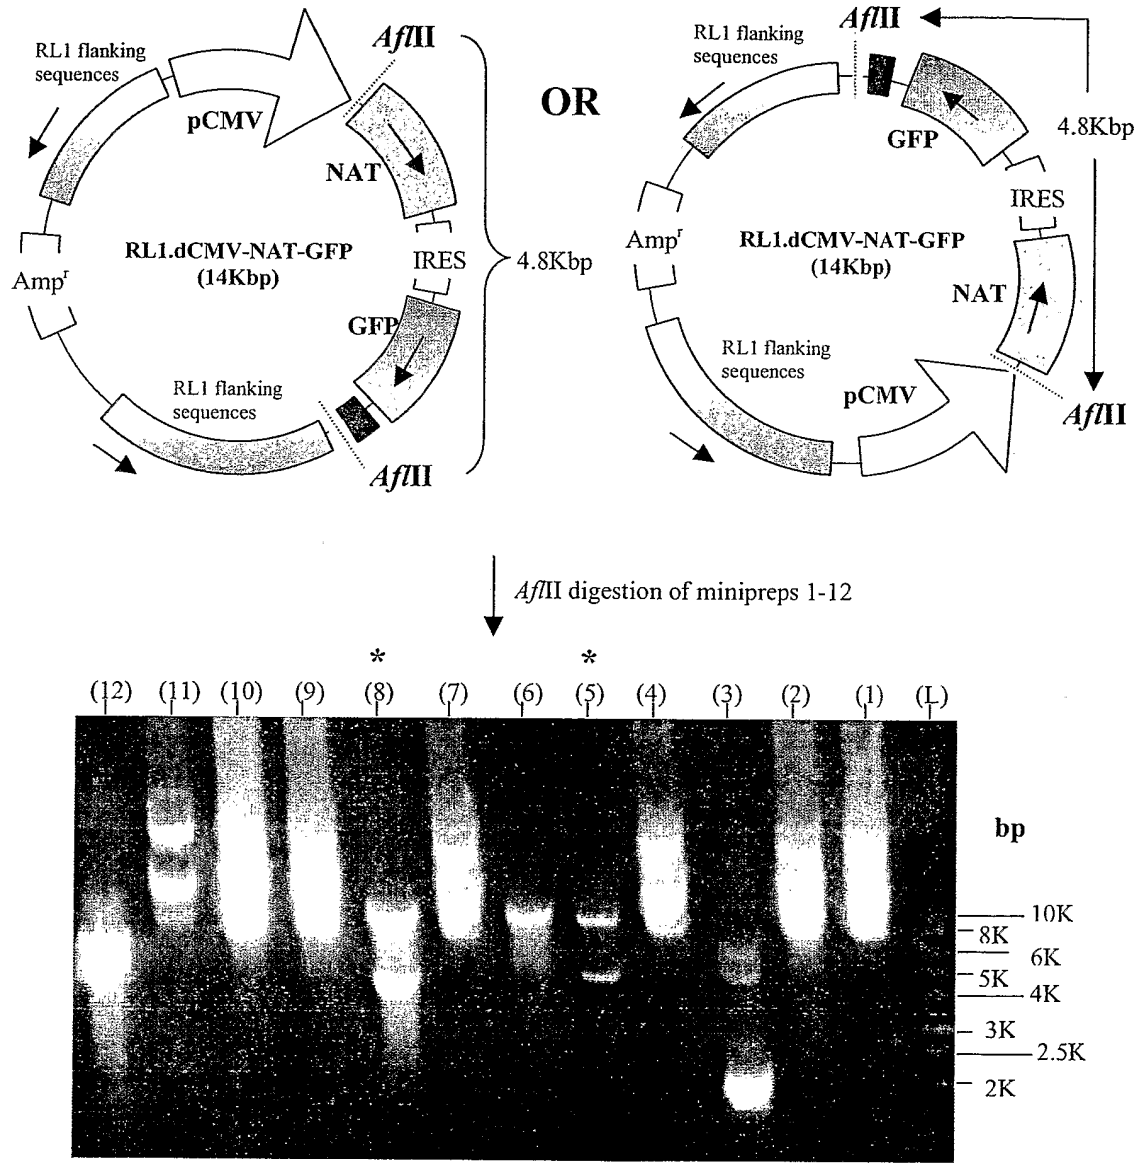 RL1 flanking
sequences
AflII
pCMV
NAT
RL1.dCMV-NAT-GFP
(14Kbp)
Ampʳ
IRES
4.8Kbp
GFP
RL1 flanking
sequences
AflII
OR
RL1 flanking
sequences
AflII
GFP
4.8Kbp
IRES
Ampʳ
RL1.dCMV-NAT-GFP
(14Kbp)
NAT
RL1 flanking
sequences
pCMV
AflII
AflII digestion of minipreps 1-12
* *
(12) (11) (10) (9) (8) (7) (6) (5) (4) (3) (2) (1) (L)
bp
10K
8K
6K
5K
4K
3K
2.5K
2K